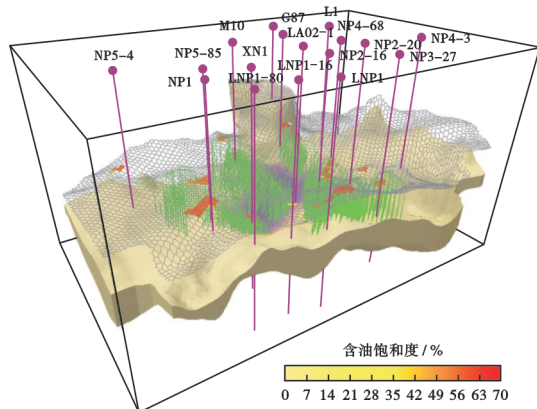 G87
L1
M10
LA02-1
NP4-68
NP4-3
NP5-4
NP5-85
XN1
NP2-20
NP1
LNP1-80
LNP1-16
NP2-16
LNP1
NP3-27
含油饱和度/%
0 7 14 21 28 35 42 49 56 63 70